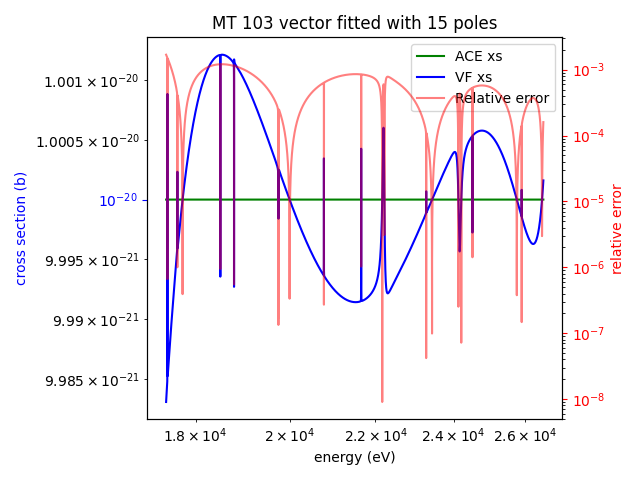 MT 103 vector fitted with 15 poles
ACE xs
VF xs
Relative error
1.001 × 10⁻²⁰
1.0005 × 10⁻²⁰
10⁻²⁰
9.995 × 10⁻²¹
9.99 × 10⁻²¹
9.985 × 10⁻²¹
cross section (b)
10⁻³
10⁻⁴
10⁻⁵
10⁻⁶
10⁻⁷
10⁻⁸
relative error
1.8 × 10⁴ 2 × 10⁴ 2.2 × 10⁴ 2.4 × 10⁴ 2.6 × 10⁴
energy (eV)